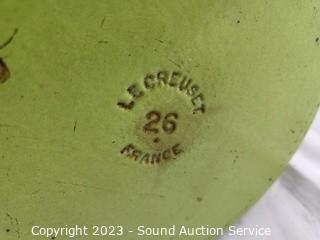 LE CREUSET
26
FRANCE
Copyright 2023 - Sound Auction Service